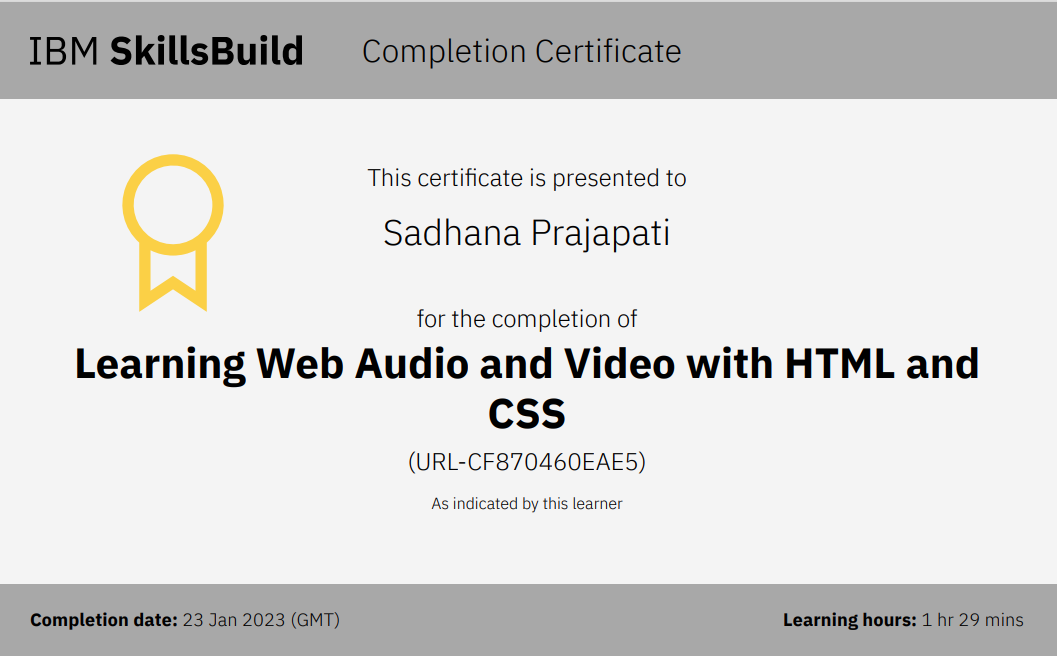 IBM SkillsBuild Completion Certificate
This certificate is presented to
Sadhana Prajapati
for the completion of
Learning Web Audio and Video with HTML and
CSS
(URL-CF870460EAE5)
As indicated by this learner
Completion date: 23 Jan 2023 (GMT) Learning hours: 1 hr 29 mins